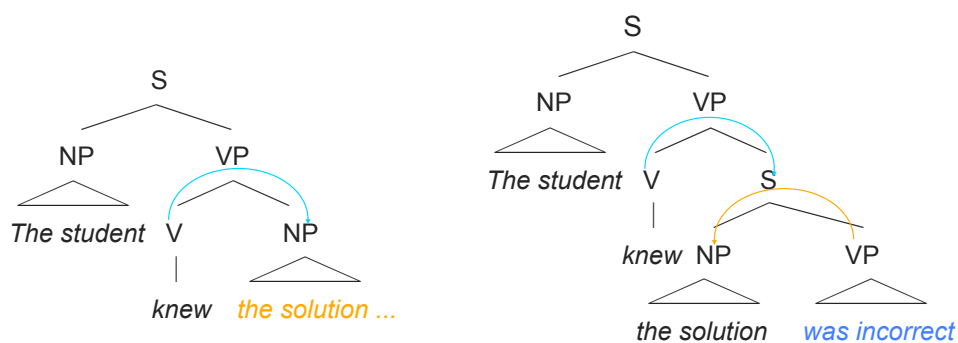 S
NP VP
The student V NP
knew the solution ...
S
NP VP
The student V S
knew NP VP
the solution was incorrect